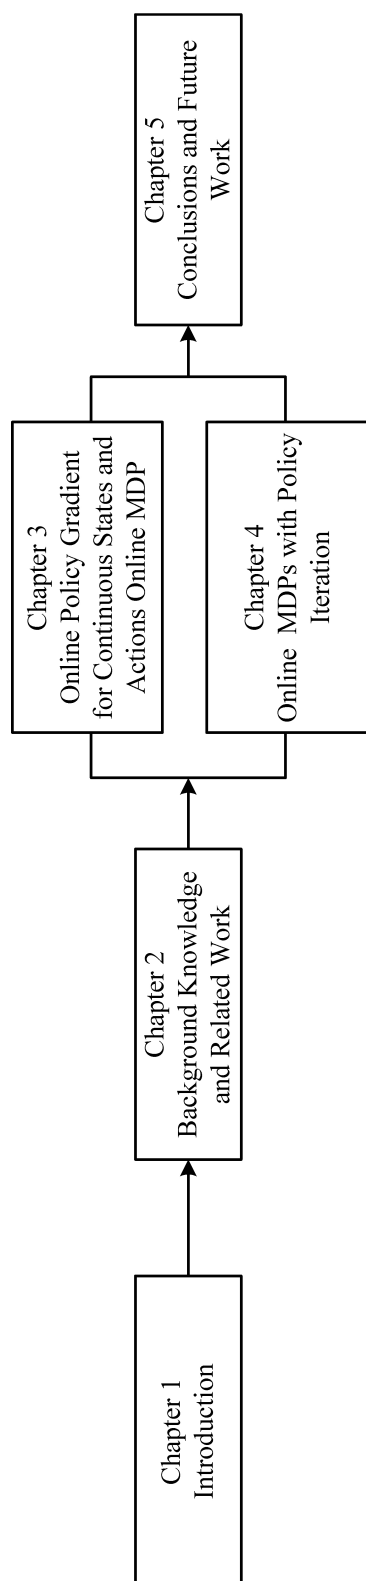 Chapter 1
Introduction
Chapter 2
Background Knowledge
and Related Work
Chapter 3
Online Policy Gradient
for Continuous States and
Actions Online MDP
Chapter 4
Online MDPs with Policy
Iteration
Chapter 5
Conclusions and Future
Work